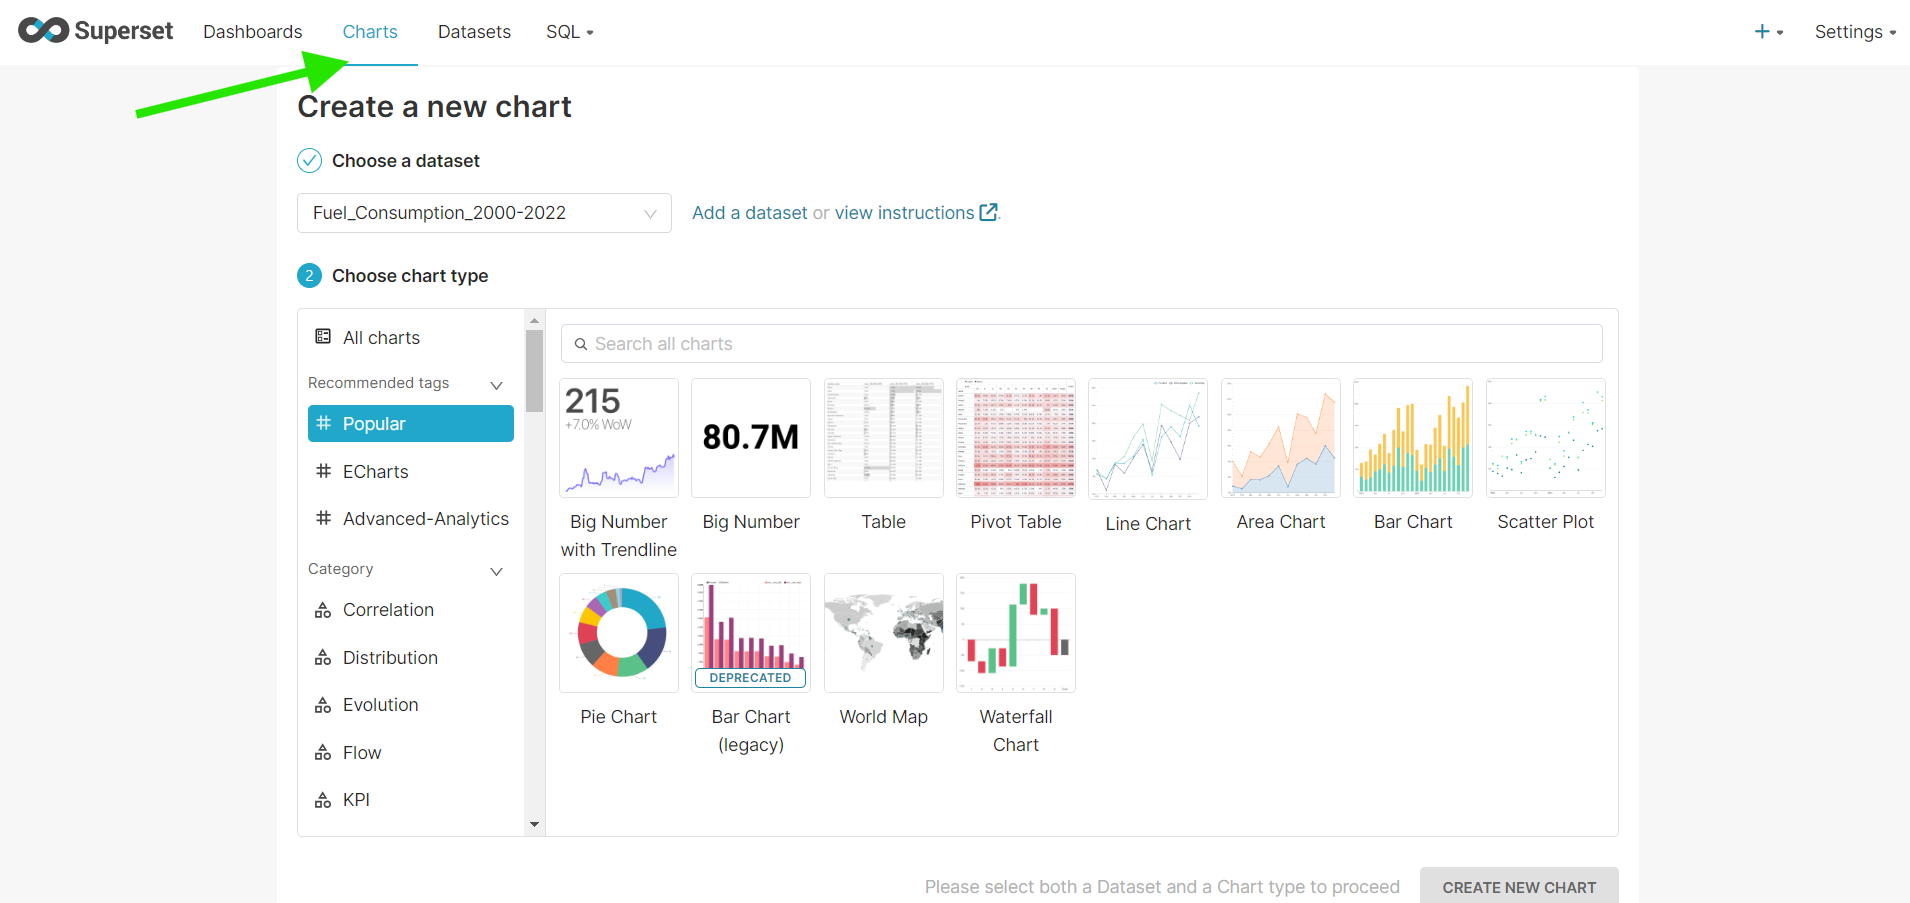 Superset Dashboards Charts Datasets SQL + Settings
Create a new chart
Choose a dataset
Fuel_Consumption_2000-2022 Add a dataset or view instructions .
2 Choose chart type
All charts
Recommended tags
# Popular
# ECharts
# Advanced-Analytics
Category
Correlation
Distribution
Evolution
Flow
KPI
Search all charts
215
+7.0% WoW
80.7M
Big Number
with Trendline
Big Number
Table
Pivot Table
Line Chart
Area Chart
Bar Chart
Scatter Plot
DEPRECATED
Pie Chart
Bar Chart
(legacy)
World Map
Waterfall
Chart
Please select both a Dataset and a Chart type to proceed CREATE NEW CHART